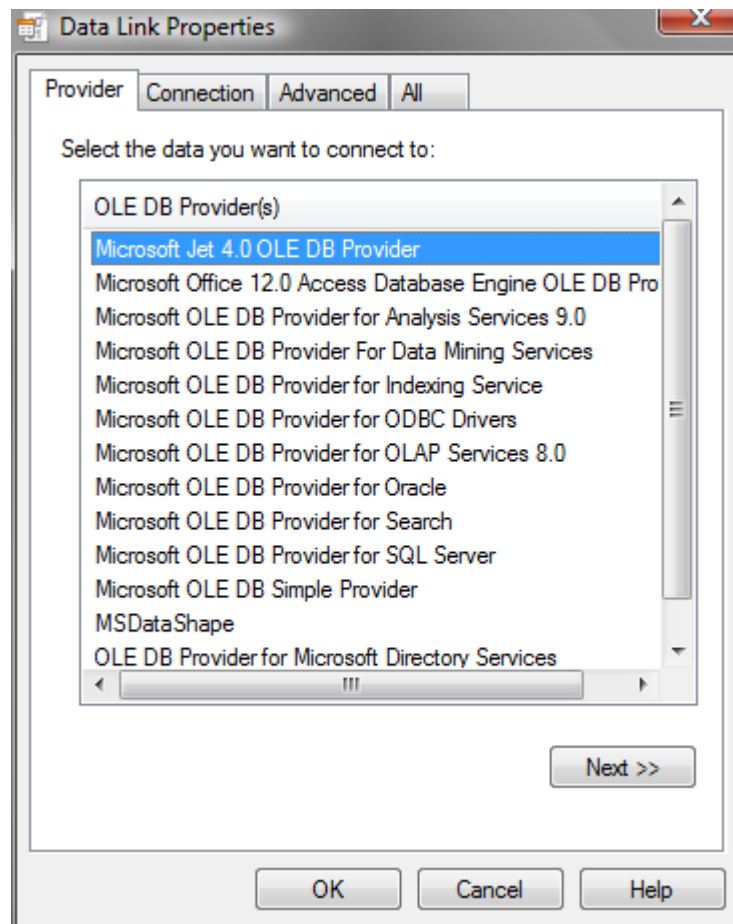 Data Link Properties
X
Provider Connection Advanced All
Select the data you want to connect to:
OLE DB Provider(s)
Microsoft Jet 4.0 OLE DB Provider
Microsoft Office 12.0 Access Database Engine OLE DB Pro
Microsoft OLE DB Provider for Analysis Services 9.0
Microsoft OLE DB Provider For Data Mining Services
Microsoft OLE DB Provider for Indexing Service
Microsoft OLE DB Provider for ODBC Drivers
Microsoft OLE DB Provider for OLAP Services 8.0
Microsoft OLE DB Provider for Oracle
Microsoft OLE DB Provider for Search
Microsoft OLE DB Provider for SQL Server
Microsoft OLE DB Simple Provider
MSDataShape
OLE DB Provider for Microsoft Directory Services
Next >>
OK Cancel Help